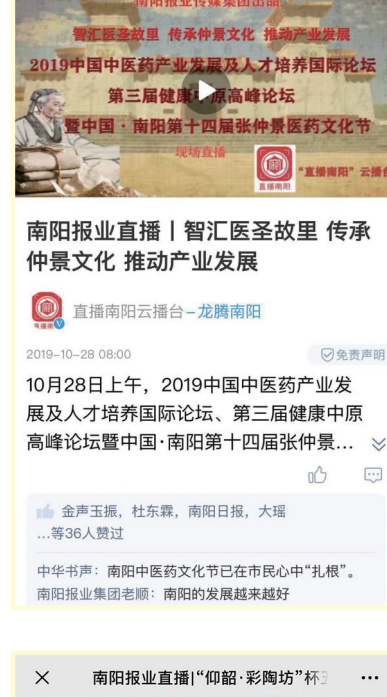 南阳报业传媒集团出品
智汇医圣故里 传承仲景文化 推动产业发展
2019中国中医药产业发展及人才培养国际论坛
第三届健康中原高峰论坛
暨中国·南阳第十四届张仲景医药文化节
现场直播
直播南阳
"直播南阳"云播台
南阳报业直播丨智汇医圣故里 传承
仲景文化 推动产业发展
直播南阳云播台–龙腾南阳
2019-10-28 08:00
免责声明
10月28日上午，2019中国中医药产业发
展及人才培养国际论坛、第三届健康中原
高峰论坛暨中国·南阳第十四届张仲景...
金声玉振，杜东霖，南阳日报，大瑶
...等36人赞过
中华书声：南阳中医药文化节已在市民心中“扎根”。
南阳报业集团老顺：南阳的发展越来越好
南阳报业直播|“仰韶·彩陶坊”杯